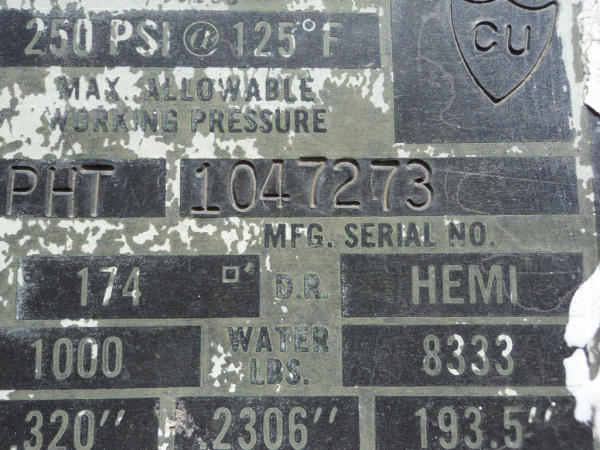 250 PSI @ 125°F
CU
MAX. ALLOWABLE
WORKING PRESSURE
PHT 1047273
MFG. SERIAL NO.
174 □' D.R. HEMI
1000 WATER LBS. 8333
.320" .2306" 193.5"